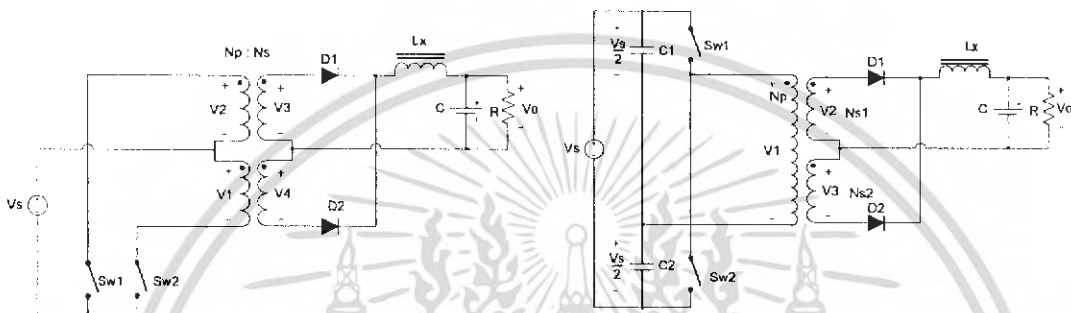 Np : Ns
D1
Lx
V2
V3
C
R
Vo
V1
V4
D2
Vs
Sw1
Sw2
Vs
2
C1
Sw1
Np
V1
D1
Lx
V2
Ns1
C
R
Vo
V3
Ns2
D2
Vs
Vs
2
C2
Sw2